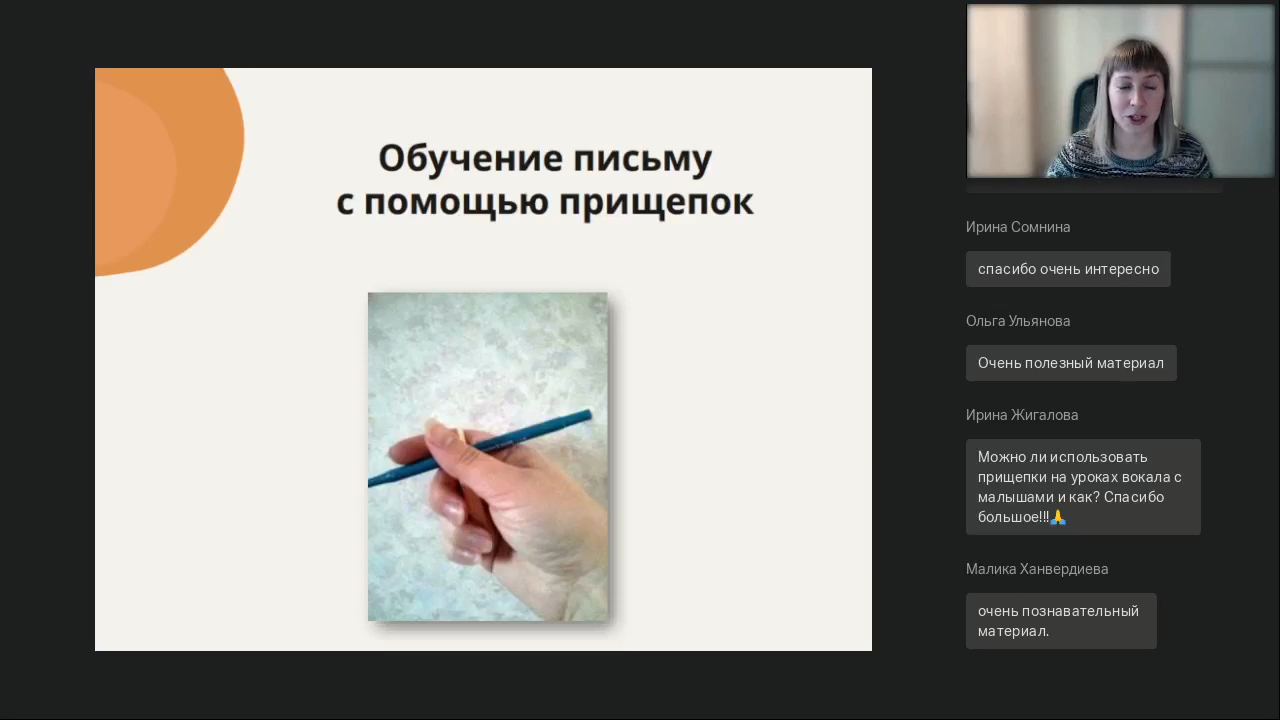 Обучение письму
с помощью прищепок
Ирина Сомнина
спасибо очень интересно
Ольга Ульянова
Очень полезный материал
Ирина Жигалова
Можно ли использовать
прищепки на уроках вокала с
малышами и как? Спасибо
большое!!!🙏
Малика Ханвердиева
очень познавательный
материал.